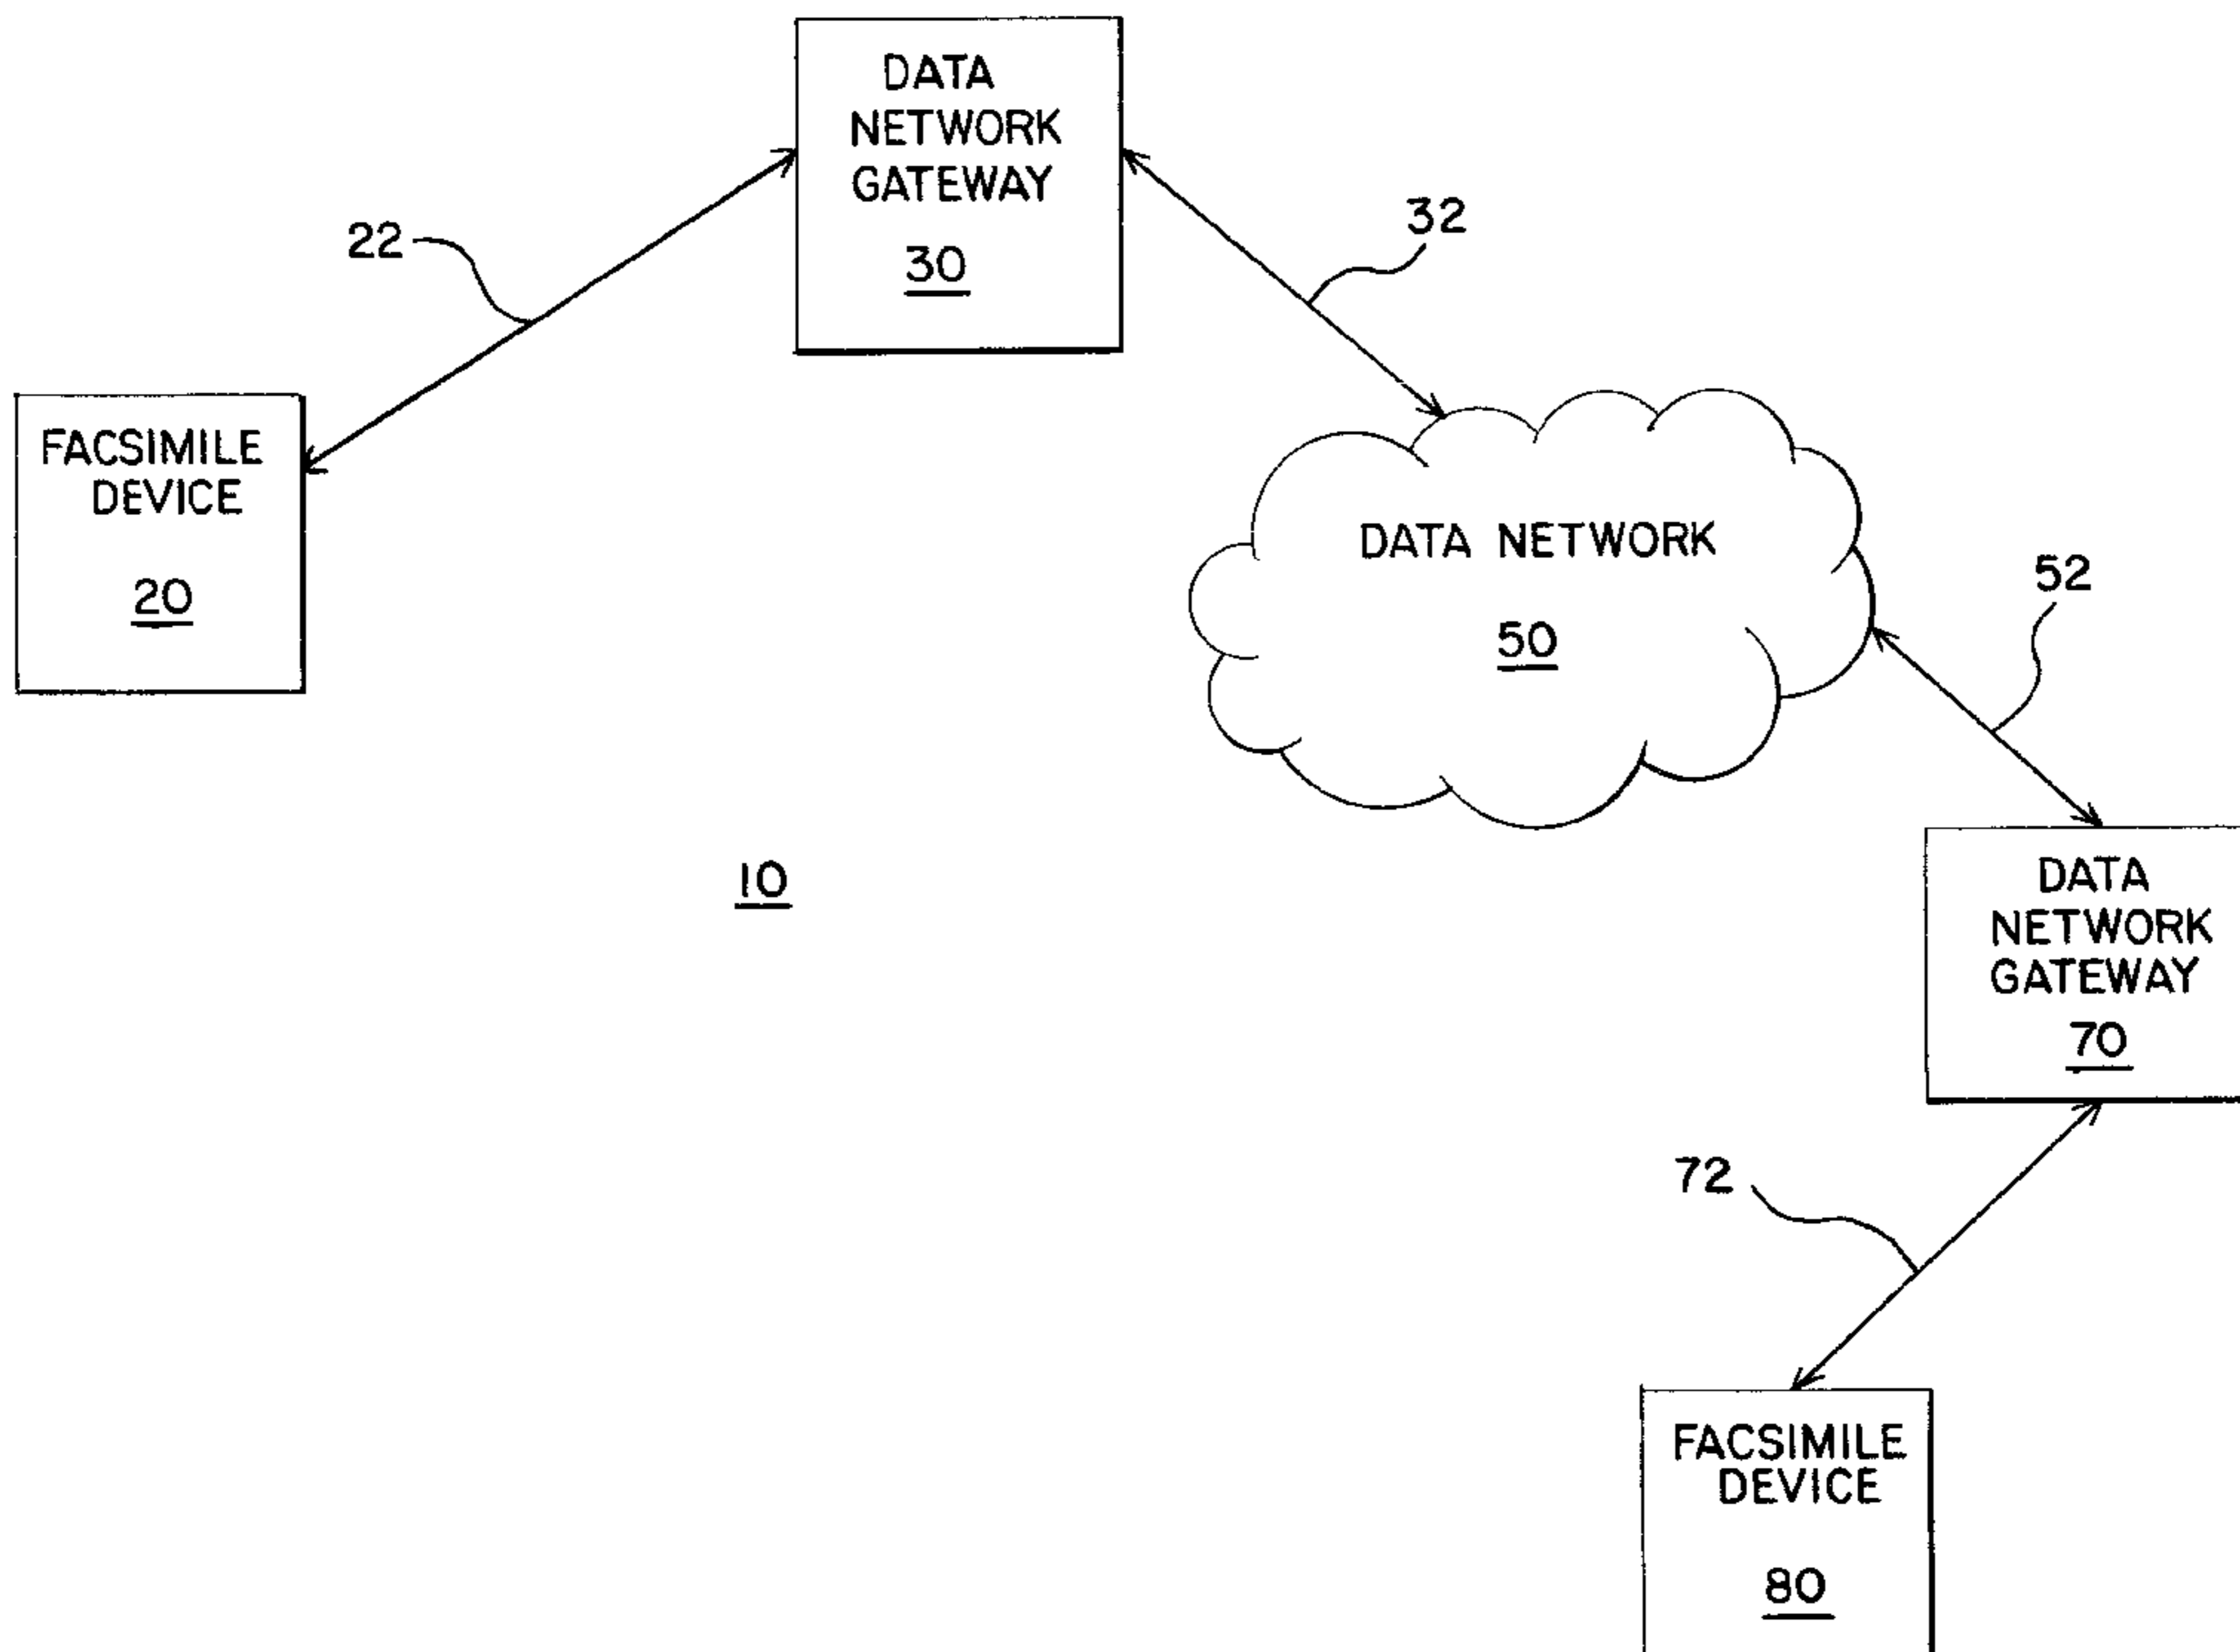 DATA
NETWORK
GATEWAY
30
22
32
FACSIMILE
DEVICE
20
DATA NETWORK
50
52
10
DATA
NETWORK
GATEWAY
70
72
FACSIMILE
DEVICE
80